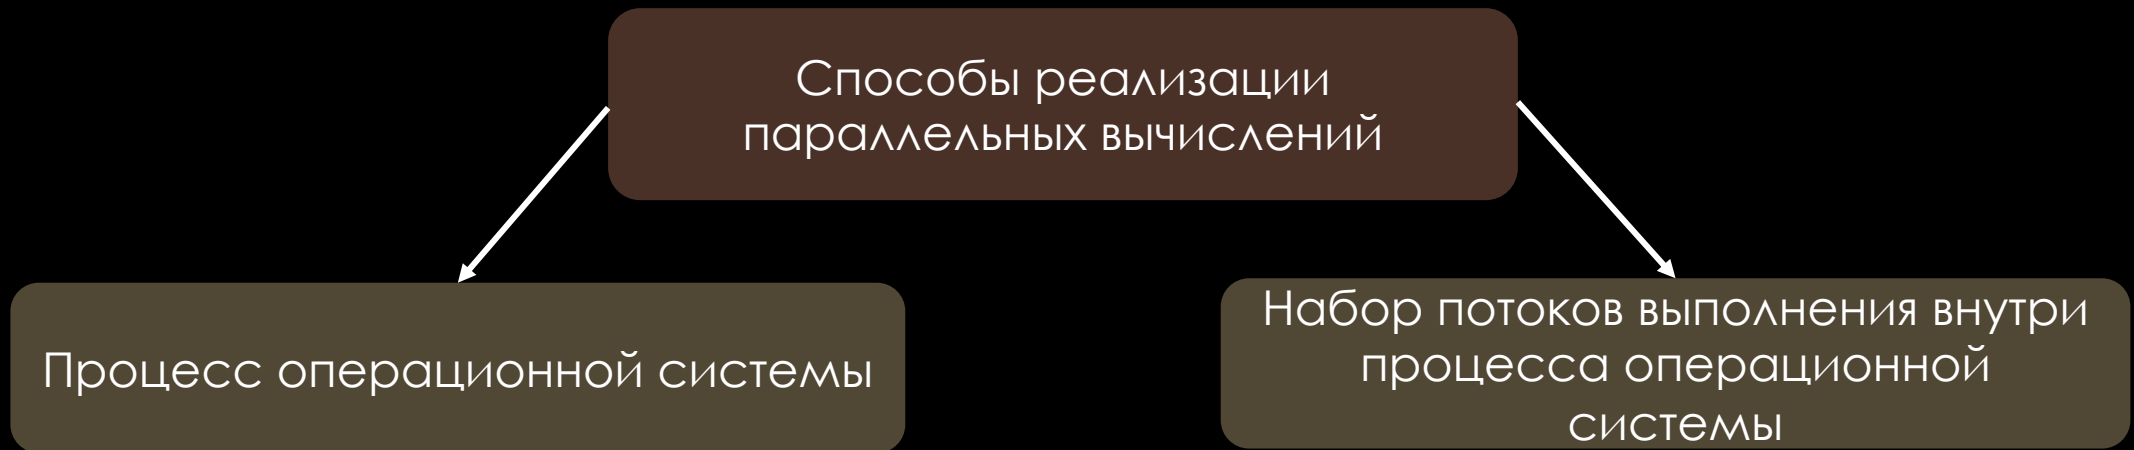 Способы реализации
параллельных вычислений
Процесс операционной системы
Набор потоков выполнения внутри
процесса операционной
системы